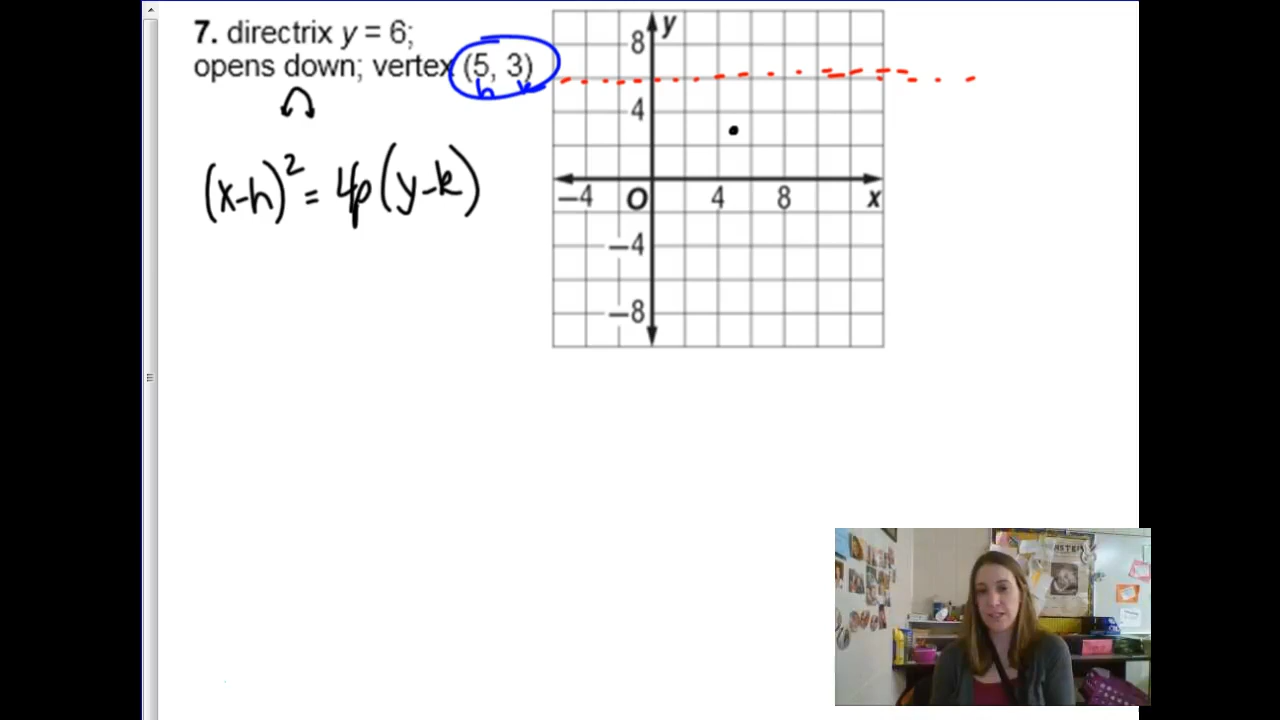 7. directrix y = 6;
opens down; vertex (5, 3)
h k
(x-h)² = 4p(y-k)
y
8
4
−4 O 4 8 x
−4
−8